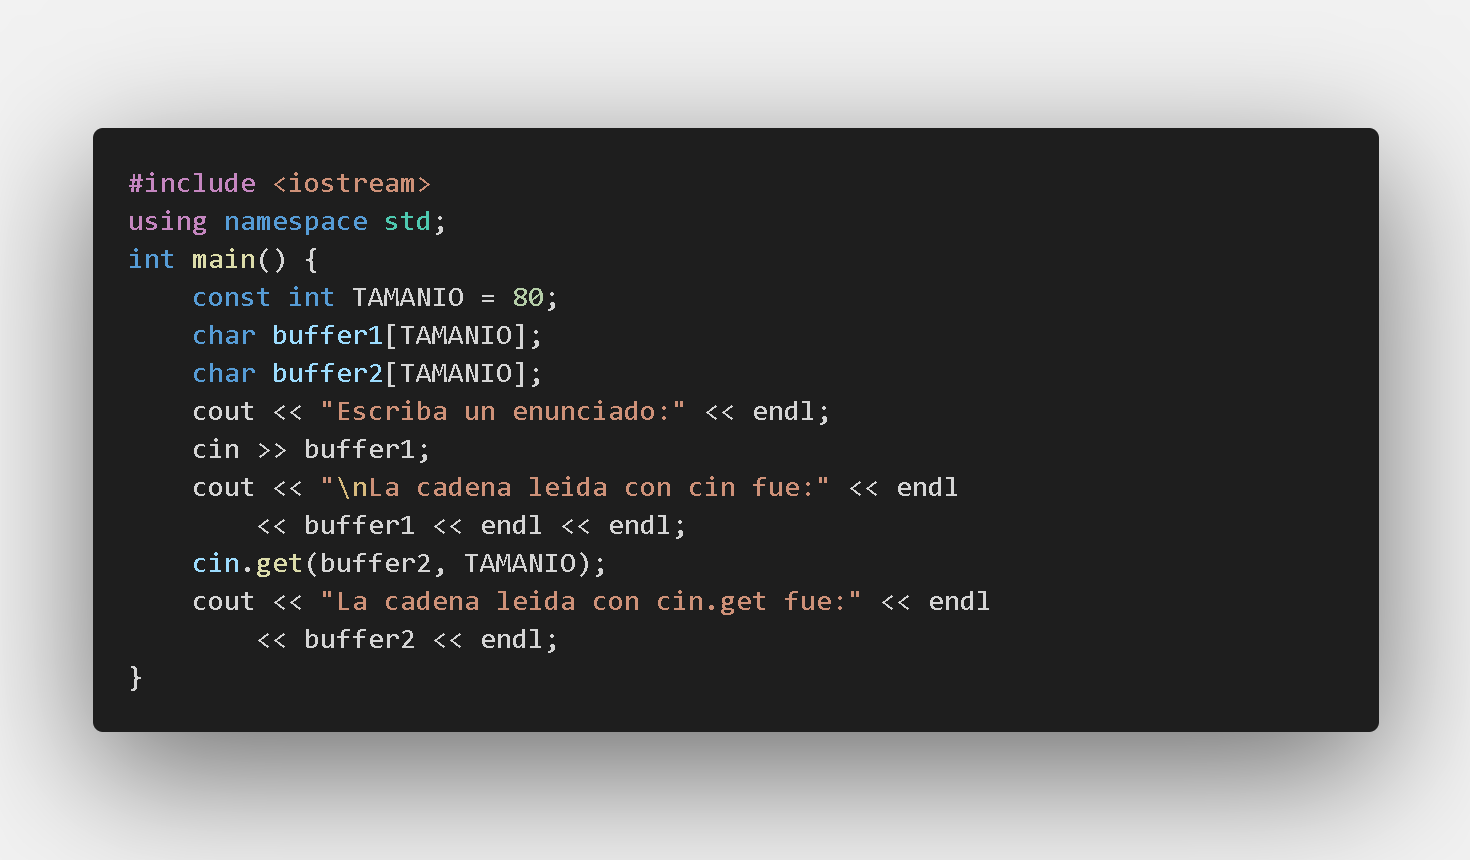 #include <iostream>
using namespace std;
int main() {
    const int TAMANIO = 80;
    char buffer1[TAMANIO];
    char buffer2[TAMANIO];
    cout << "Escriba un enunciado:" << endl;
    cin >> buffer1;
    cout << "\nLa cadena leida con cin fue:" << endl
        << buffer1 << endl << endl;
    cin.get(buffer2, TAMANIO);
    cout << "La cadena leida con cin.get fue:" << endl
        << buffer2 << endl;
}